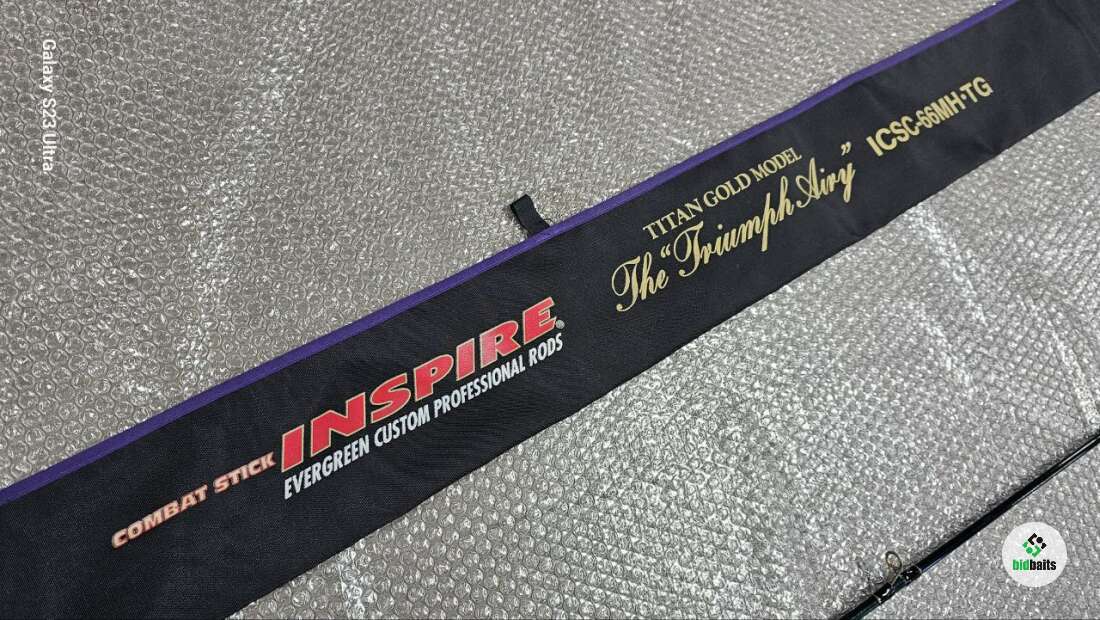 Galaxy S23 Ultra
COMBAT STICK INSPIRE®
EVERGREEN CUSTOM PROFESSIONAL RODS
TITAN GOLD MODEL
The "Triumph Airy" ICSC-66MH·TG
bidbaits